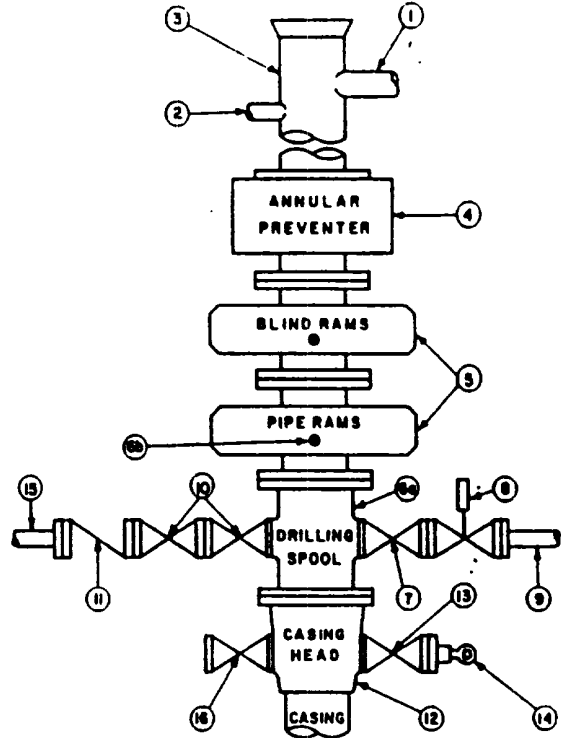 1
3
2
ANNULAR
PREVENTER
4
BLIND RAMS
5
PIPE RAMS
6b
15
10
6a
8
DRILLING
SPOOL
11
7
13
9
CASING
HEAD
16
12
14
CASING